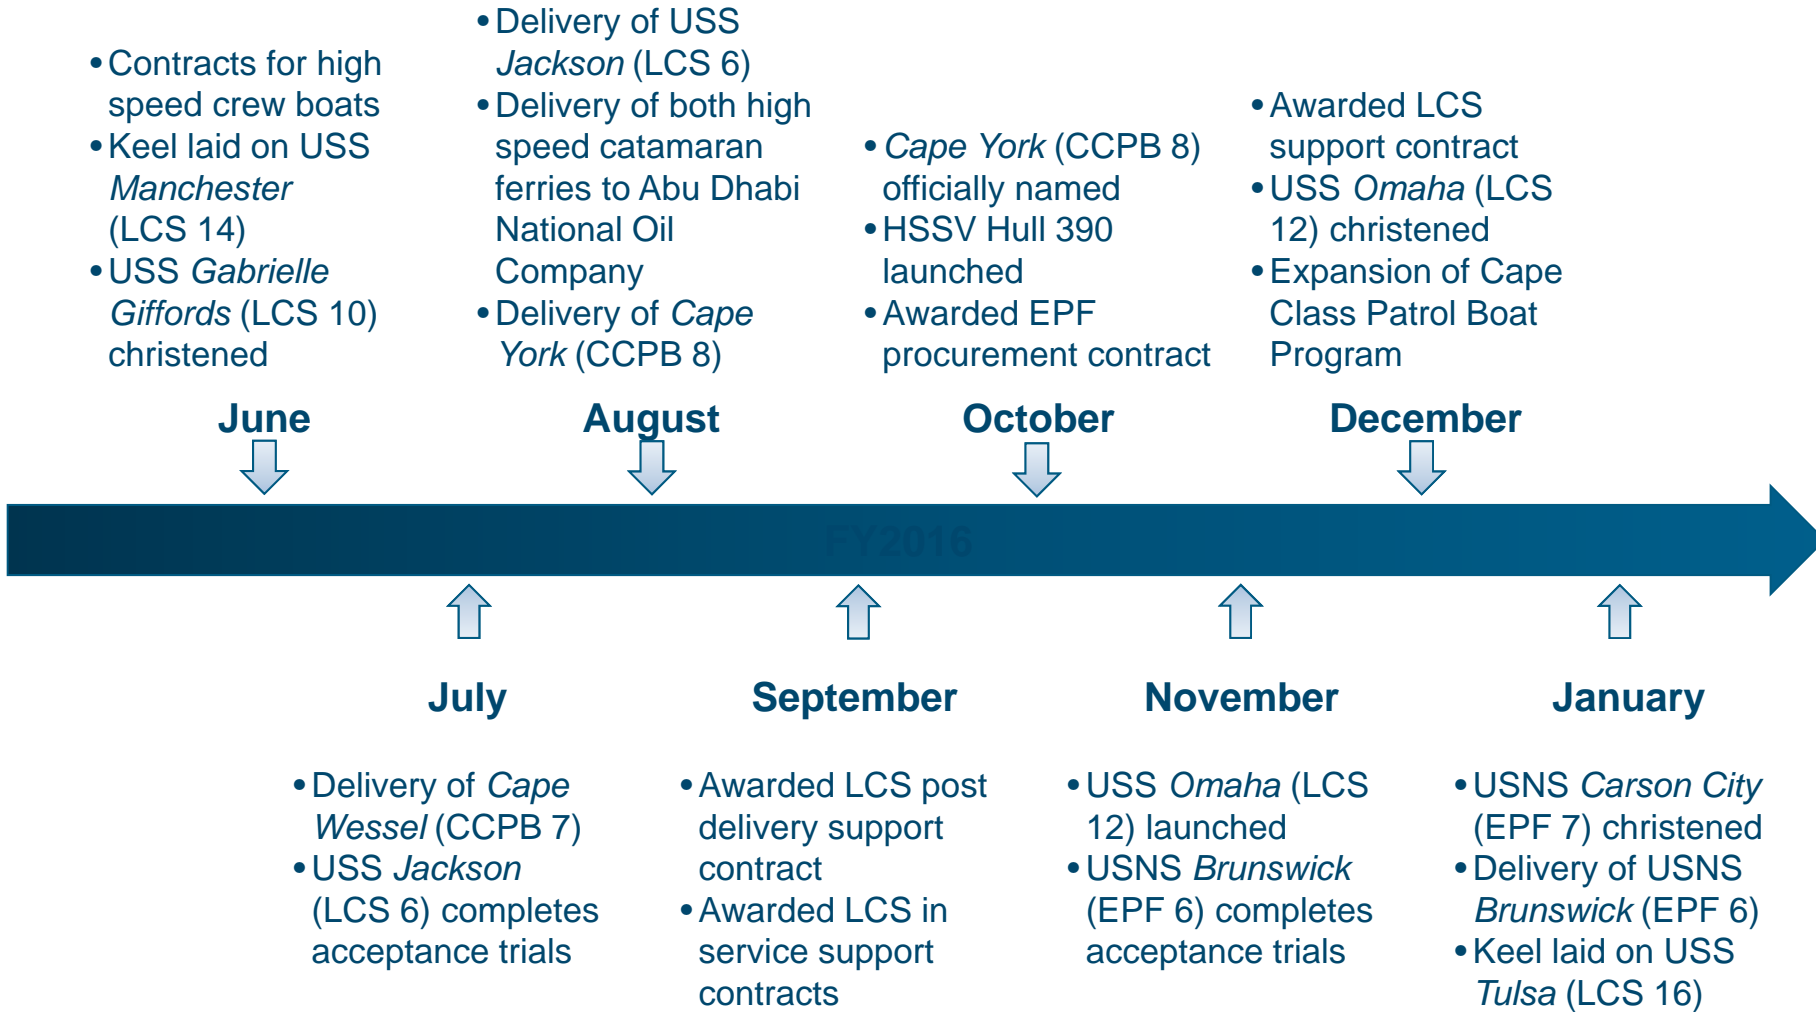 • Contracts for high
speed crew boats
• Keel laid on USS
Manchester
(LCS 14)
• USS Gabrielle
Giffords (LCS 10)
christened
June
• Delivery of USS
Jackson (LCS 6)
• Delivery of both high
speed catamaran
ferries to Abu Dhabi
National Oil
Company
• Delivery of Cape
York (CCPB 8)
August
• Cape York (CCPB 8)
officially named
• HSSV Hull 390
launched
• Awarded EPF
procurement contract
October
• Awarded LCS
support contract
• USS Omaha (LCS
12) christened
• Expansion of Cape
Class Patrol Boat
Program
December
FY2016
July
• Delivery of Cape
Wessel (CCPB 7)
• USS Jackson
(LCS 6) completes
acceptance trials
September
• Awarded LCS post
delivery support
contract
• Awarded LCS in
service support
contracts
November
• USS Omaha (LCS
12) launched
• USNS Brunswick
(EPF 6) completes
acceptance trials
January
• USNS Carson City
(EPF 7) christened
• Delivery of USNS
Brunswick (EPF 6)
• Keel laid on USS
Tulsa (LCS 16)